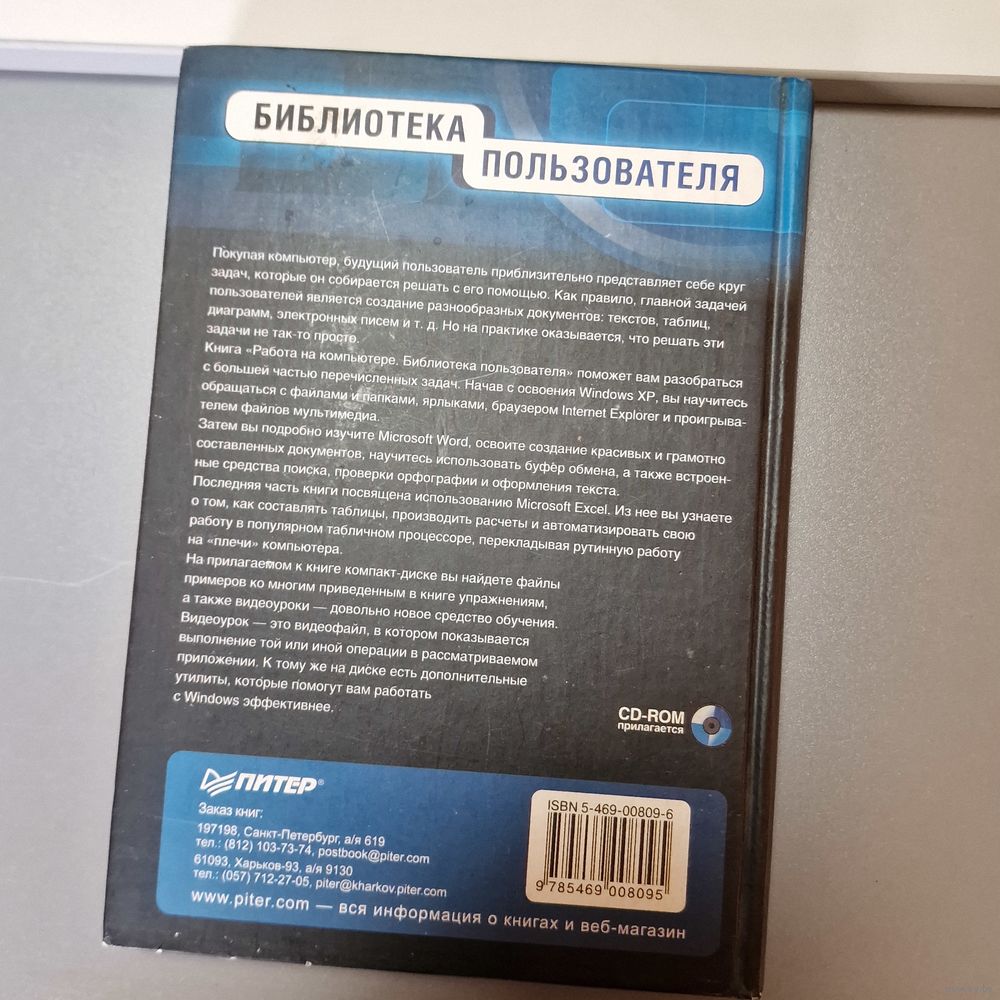 БИБЛИОТЕКА
ПОЛЬЗОВАТЕЛЯ
Покупая компьютер, будущий пользователь приблизительно представляет себе круг
задач, которые он собирается решать с его помощью. Как правило, главной задачей
пользователей является создание разнообразных документов: текстов, таблиц,
диаграмм, электронных писем и т. д. Но на практике оказывается, что решать эти
задачи не так-то просто.
Книга «Работа на компьютере. Библиотека пользователя» поможет вам разобраться
с большей частью перечисленных задач. Начав с освоения Windows XP, вы научитесь
обращаться с файлами и папками, ярлыками, браузером Internet Explorer и проигрыва-
телем файлов мультимедиа.
Затем вы подробно изучите Microsoft Word, освоите создание красивых и грамотно
составленных документов, научитесь использовать буфер обмена, а также встроен-
ные средства поиска, проверки орфографии и оформления текста.
Последняя часть книги посвящена использованию Microsoft Excel. Из нее вы узнаете
о том, как составлять таблицы, производить расчеты и автоматизировать свою
работу в популярном табличном процессоре, перекладывая рутинную работу
на «плечи» компьютера.
На прилагаемом к книге компакт-диске вы найдете файлы
примеров ко многим приведенным в книге упражнениям,
а также видеоуроки — довольно новое средство обучения.
Видеоурок — это видеофайл, в котором показывается
выполнение той или иной операции в рассматриваемом
приложении. К тому же на диске есть дополнительные
утилиты, которые помогут вам работать
с Windows эффективнее.
CD-ROM
прилагается
ПИТЕР®
Заказ книг:
197198, Санкт-Петербург, а/я 619
тел.: (812) 103-73-74, postbook@piter.com
61093, Харьков-93, а/я 9130
тел.: (057) 712-27-05, piter@kharkov.piter.com
www.piter.com — вся информация о книгах и веб-магазин
ISBN 5-469-00809-6
9 785469 008095